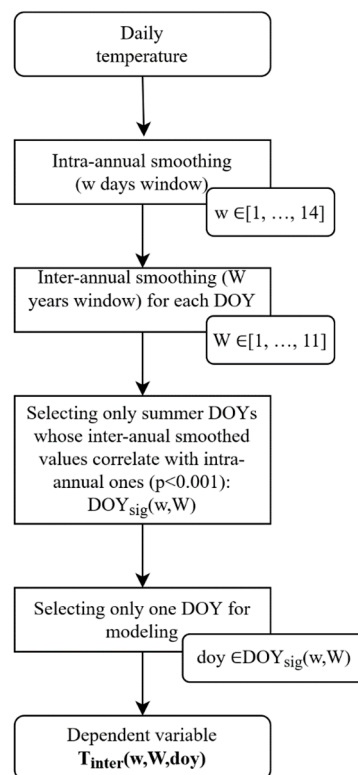 Daily
temperature
Intra-annual smoothing
(w days window)
w ∈[1, …, 14]
Inter-annual smoothing (W
years window) for each DOY
W ∈[1, …, 11]
Selecting only summer DOYs
whose inter-anual smoothed
values correlate with intra-
annual ones (p<0.001):
DOYsig(w,W)
Selecting only one DOY for
modeling
doy ∈DOYsig(w,W)
Dependent variable
Tinter(w,W,doy)